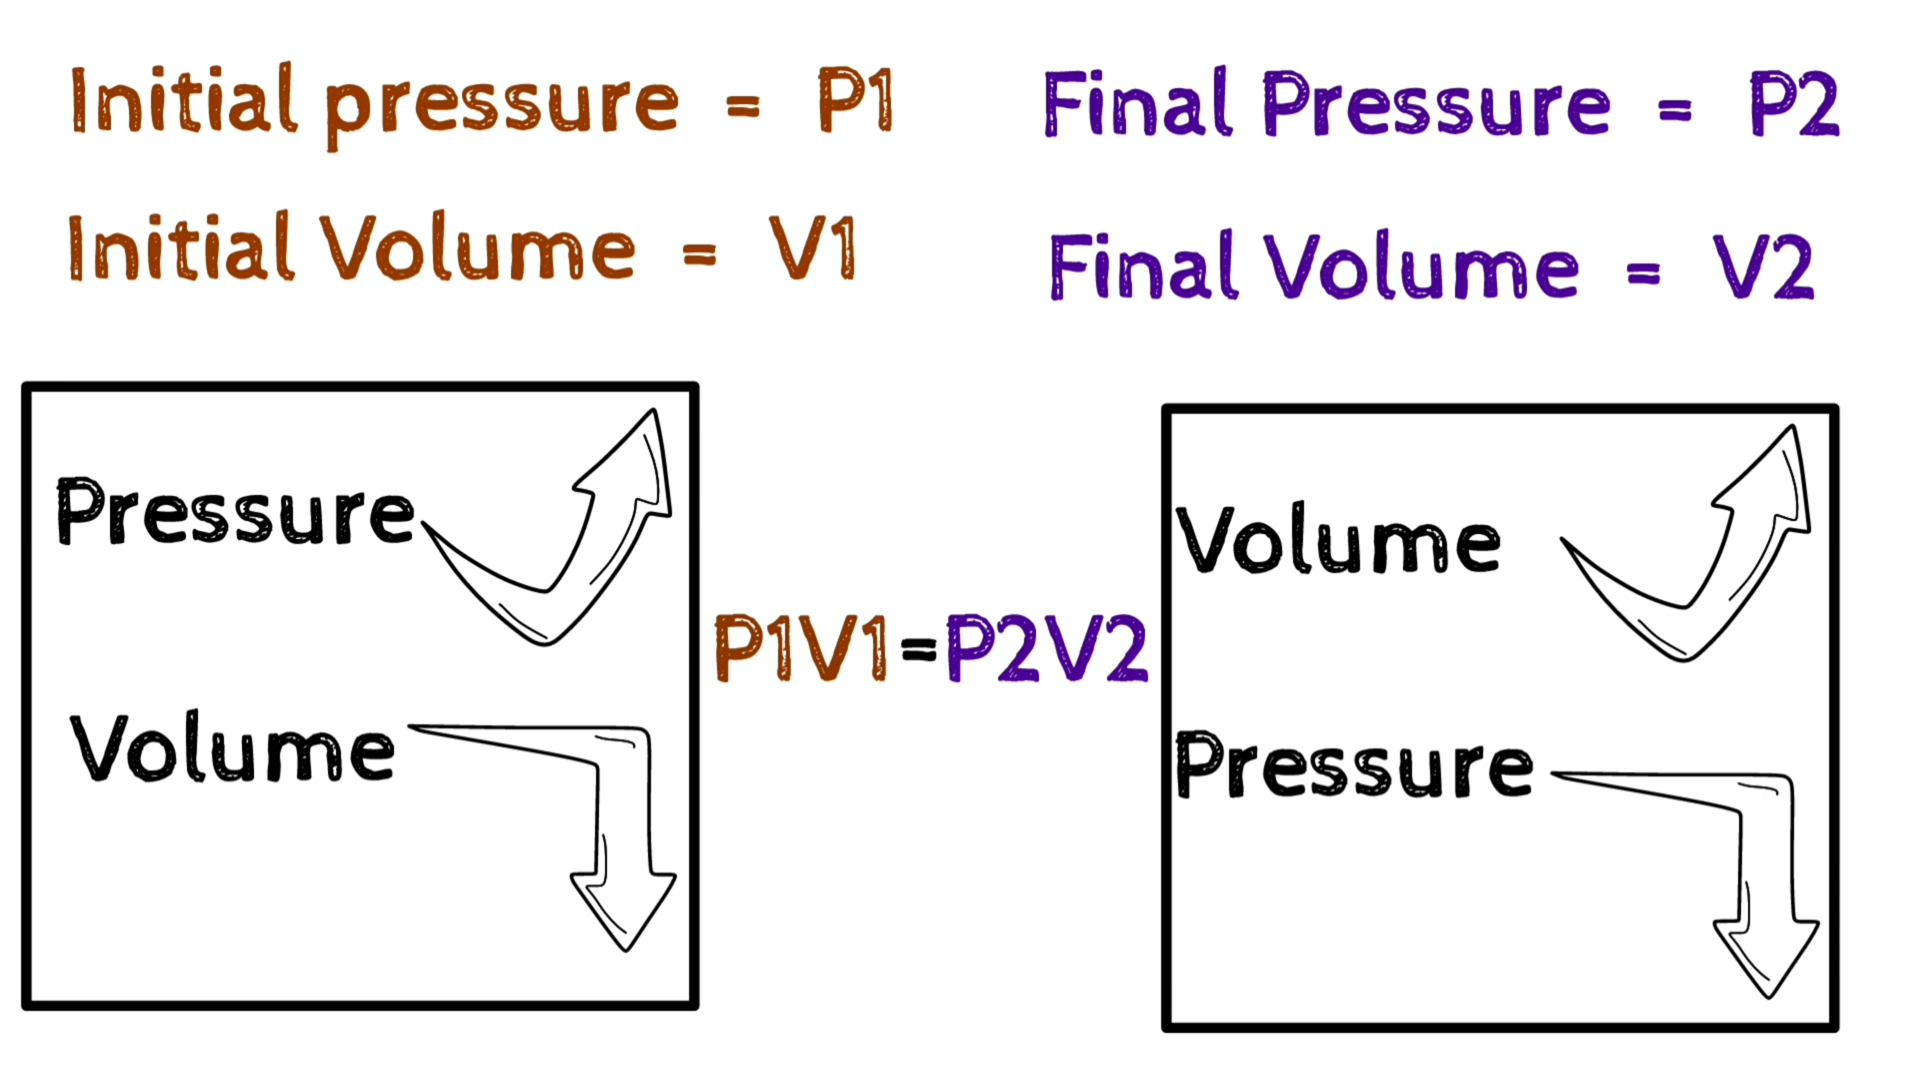 Initial pressure = P1
Initial Volume = V1
Final Pressure = P2
Final Volume = V2
Pressure
Volume
P1V1=P2V2
Volume
Pressure